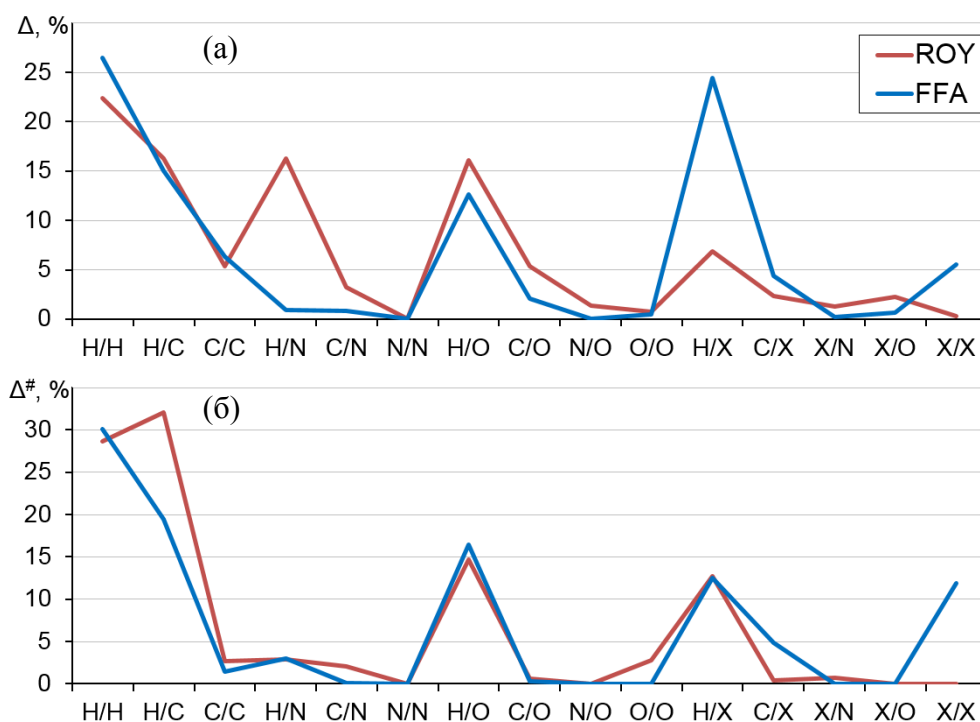 Δ, %
(а)
ROY
FFA
25
20
15
10
5
0
H/H H/C C/C H/N C/N N/N H/O C/O N/O O/O H/X C/X X/N X/O X/X
Δ#, %
(б)
30
25
20
15
10
5
0
H/H H/C C/C H/N C/N N/N H/O C/O N/O O/O H/X C/X X/N X/O X/X